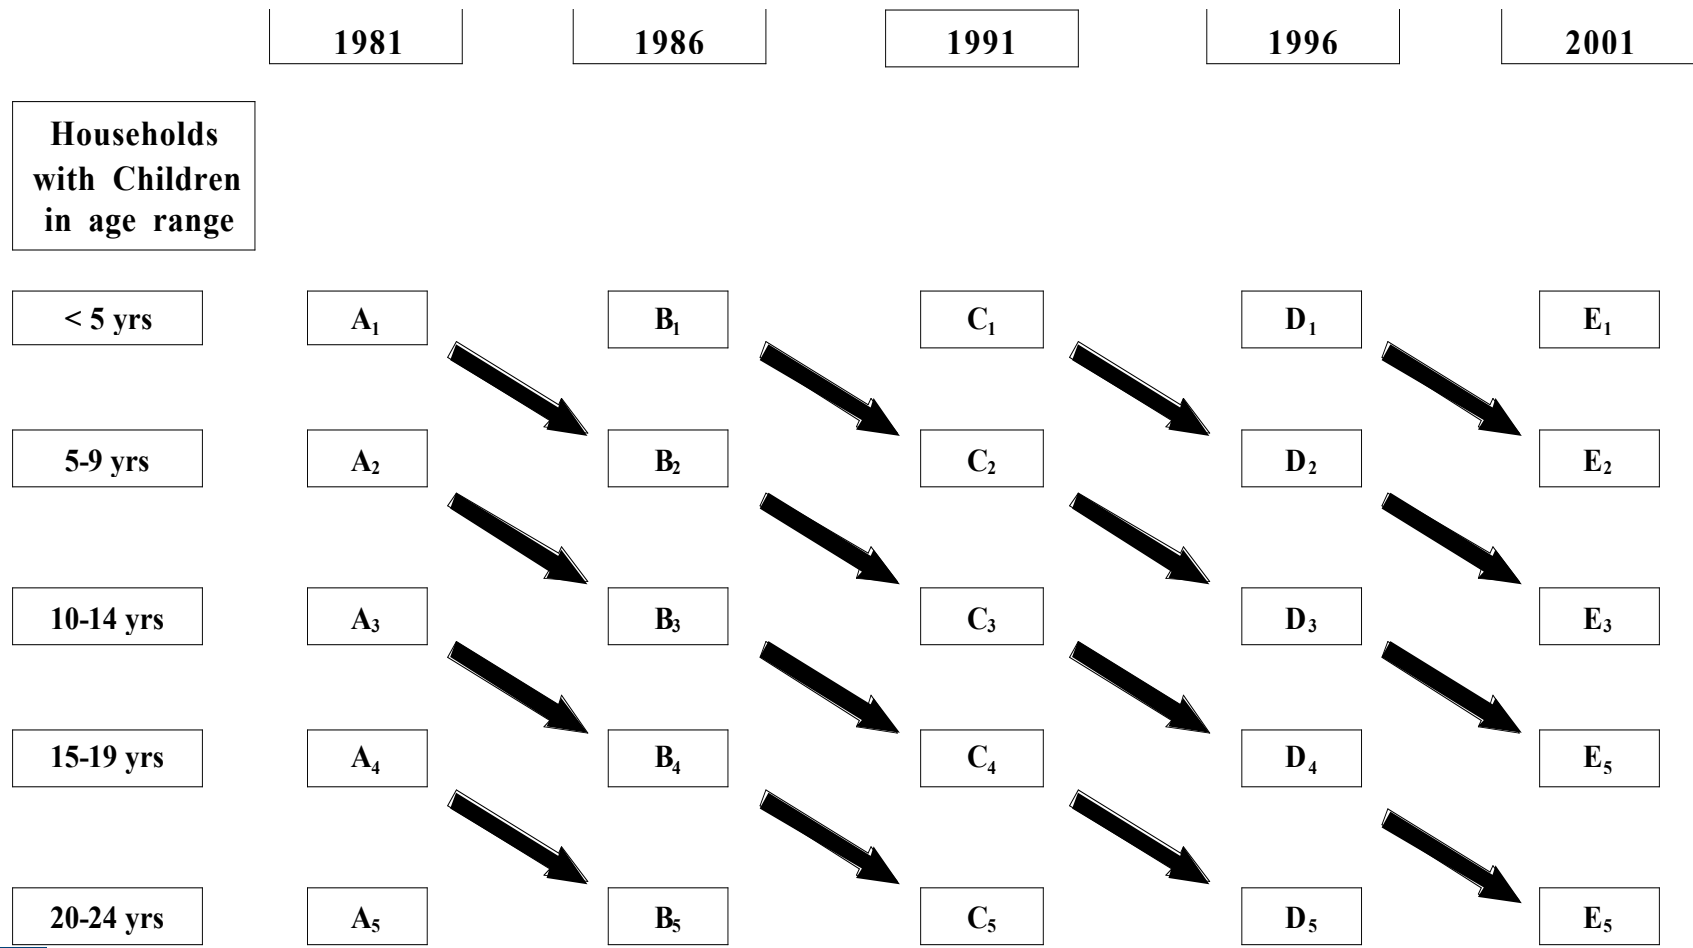 1981 1986 1991 1996 2001
Households
with Children
in age range
< 5 yrs A₁ B₁ C₁ D₁ E₁
5-9 yrs A₂ B₂ C₂ D₂ E₂
10-14 yrs A₃ B₃ C₃ D₃ E₃
15-19 yrs A₄ B₄ C₄ D₄ E₅
20-24 yrs A₅ B₅ C₅ D₅ E₅